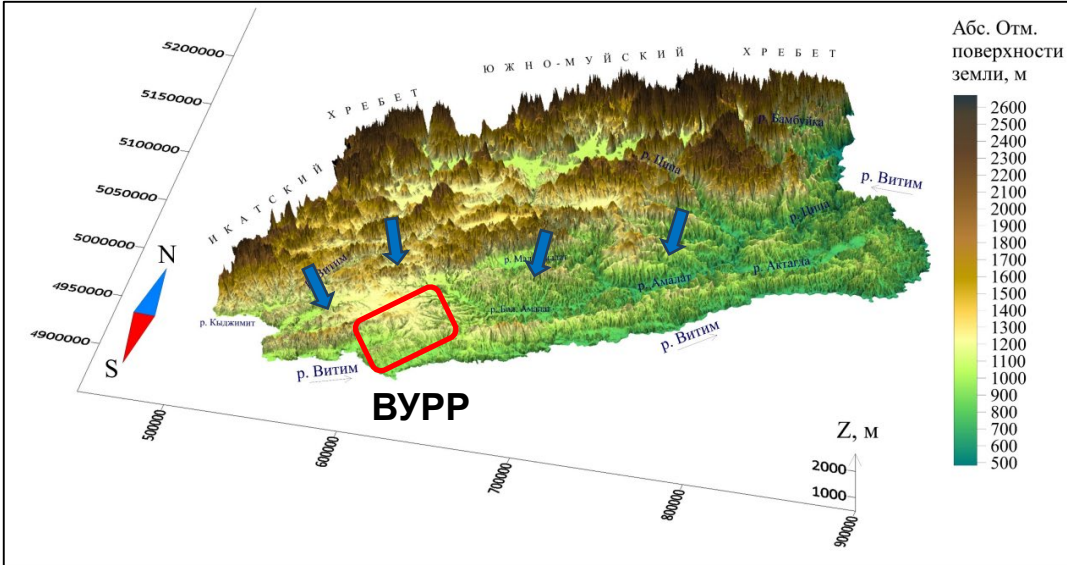 Абс. Отм.
поверхности
земли, м
2600
2500
2400
2300
2200
2100
2000
1900
1800
1700
1600
1500
1400
1300
1200
1100
1000
900
800
700
600
500
5200000
5150000
5100000
5050000
5000000
4950000
4900000
ИКАТСКИЙ ХРЕБЕТ
ЮЖНО-МУЙСКИЙ ХРЕБЕТ
р. Бамбуйка
р. Ципа
р. Витим
р. Ципа
Витим
р. Амалат
р. Актагла
р. Кыджимит
р. Витим
р. Витим
N
S
ВУРР
Z, м
2000
1000
500000
600000
700000
800000
900000